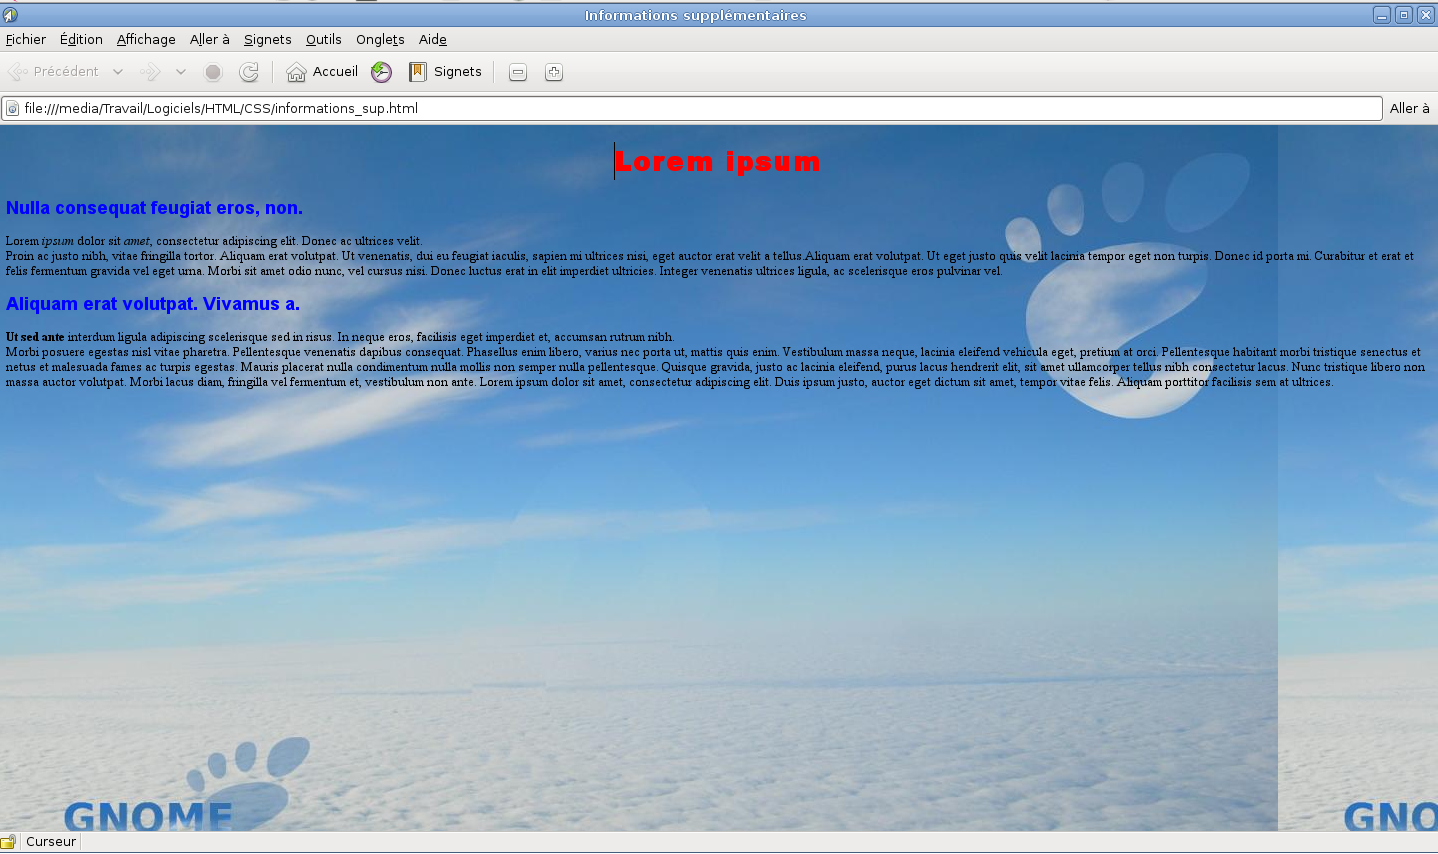 Informations supplémentaires
Fichier Édition Affichage Aller à Signets Outils Onglets Aide
Précédent Accueil Signets
file:///media/Travail/Logiciels/HTML/CSS/informations_sup.html Aller à
Lorem ipsum
Nulla consequat feugiat eros, non.
Lorem ipsum dolor sit amet, consectetur adipiscing elit. Donec ac ultrices velit.
Proin ac justo nibh, vitae fringilla tortor. Aliquam erat volutpat. Ut venenatis, dui eu feugiat iaculis, sapien mi ultrices nisi, eget auctor erat velit a tellus.Aliquam erat volutpat. Ut eget justo quis velit lacinia tempor eget non turpis. Donec id porta mi. Curabitur et erat et
felis fermentum gravida vel eget urna. Morbi sit amet odio nunc, vel cursus nisi. Donec luctus erat in elit imperdiet ultricies. Integer venenatis ultrices ligula, ac scelerisque eros pulvinar vel.
Aliquam erat volutpat. Vivamus a.
Ut sed ante interdum ligula adipiscing scelerisque sed in risus. In neque eros, facilisis eget imperdiet et, accumsan rutrum nibh.
Morbi posuere egestas nisl vitae pharetra. Pellentesque venenatis dapibus consequat. Phasellus enim libero, varius nec porta ut, mattis quis enim. Vestibulum massa neque, lacinia eleifend vehicula eget, pretium at orci. Pellentesque habitant morbi tristique senectus et
netus et malesuada fames ac turpis egestas. Mauris placerat nulla condimentum nulla mollis non semper nulla pellentesque. Quisque gravida, justo ac lacinia eleifend, purus lacus hendrerit elit, sit amet ullamcorper tellus nibh consectetur lacus. Nunc tristique libero non
massa auctor volutpat. Morbi lacus diam, fringilla vel fermentum et, vestibulum non ante. Lorem ipsum dolor sit amet, consectetur adipiscing elit. Duis ipsum justo, auctor eget dictum sit amet, tempor vitae felis. Aliquam porttitor facilisis sem at ultrices.
GNOME GNO
Curseur